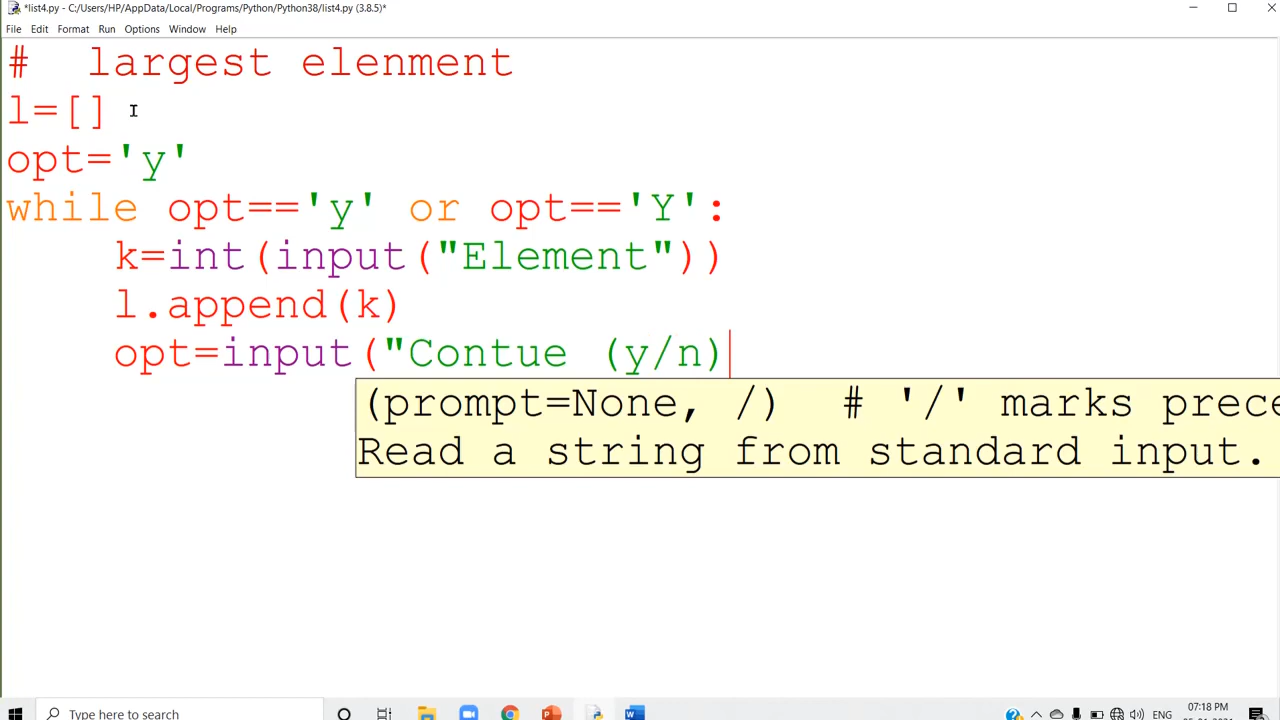 *list4.py - C:/Users/HP/AppData/Local/Programs/Python/Python38/list4.py (3.8.5)*
File Edit Format Run Options Window Help
#  largest elenment
l=[]
opt='y'
while opt=='y' or opt=='Y':
    k=int(input("Element"))
    l.append(k)
    opt=input("Contue (y/n)
(prompt=None, /)  # '/' marks prece
Read a string from standard input.
Type here to search
ENG
07:18 PM